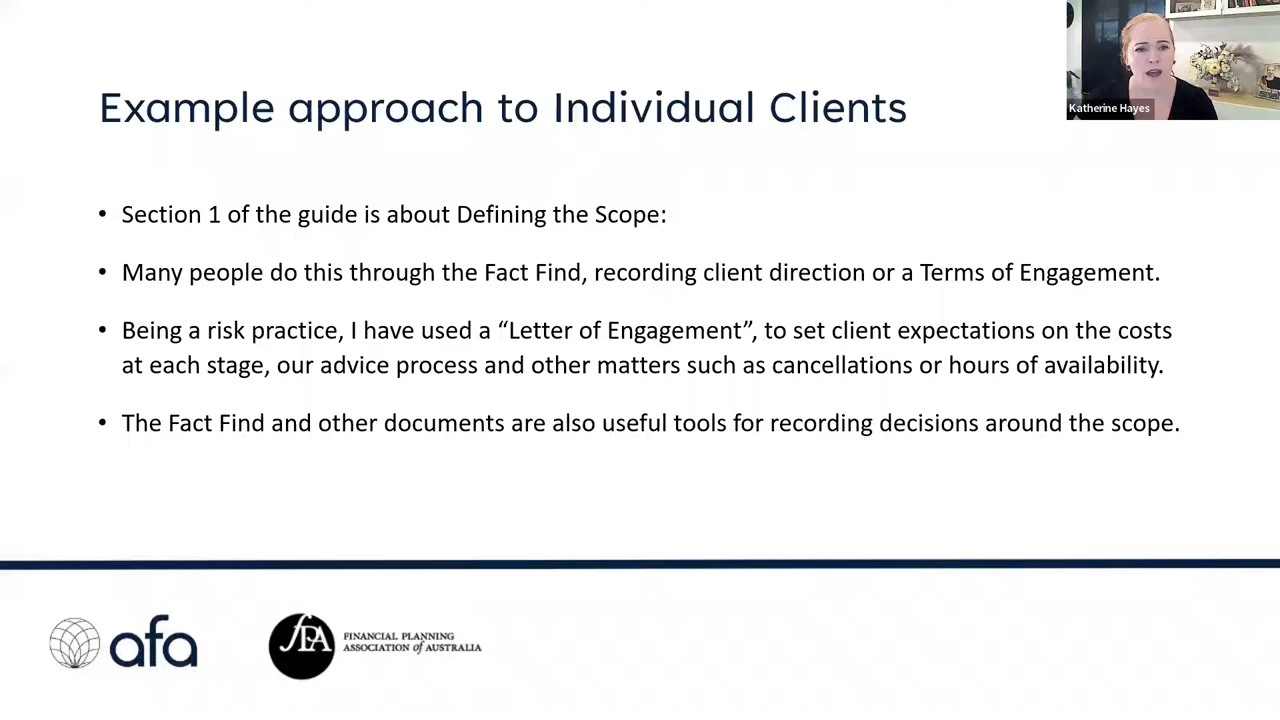 Katherine Hayes
Example approach to Individual Clients
• Section 1 of the guide is about Defining the Scope:
• Many people do this through the Fact Find, recording client direction or a Terms of Engagement.
• Being a risk practice, I have used a “Letter of Engagement”, to set client expectations on the costs
at each stage, our advice process and other matters such as cancellations or hours of availability.
• The Fact Find and other documents are also useful tools for recording decisions around the scope.
afa
fPA
FINANCIAL PLANNING
ASSOCIATION of AUSTRALIA